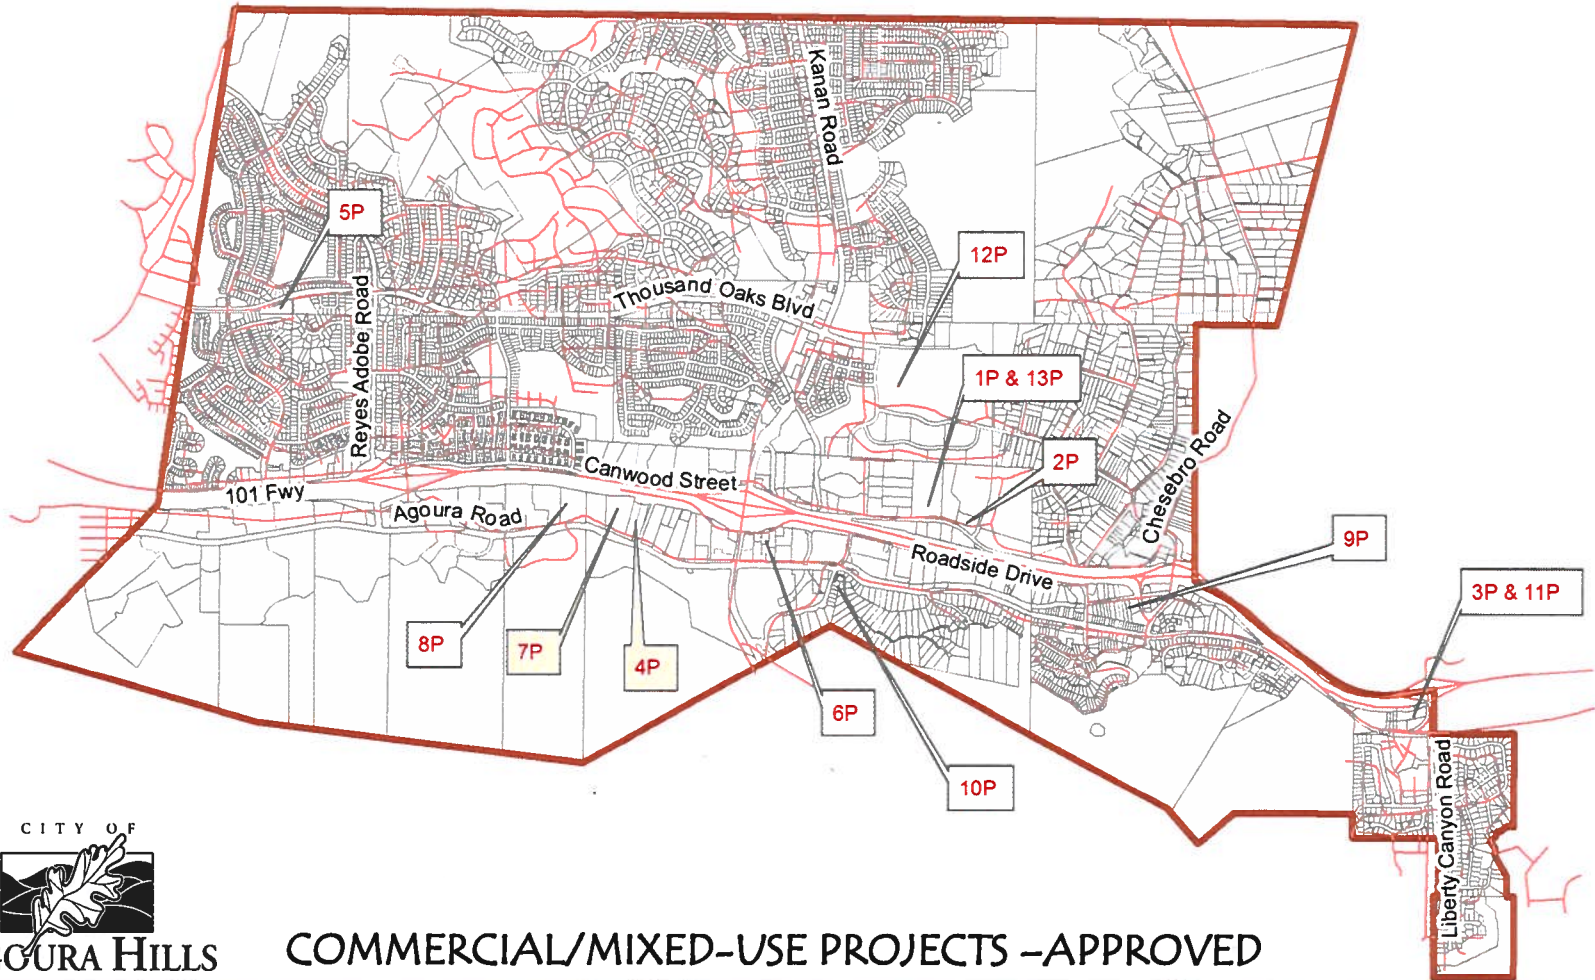 Kanan Road
5P
12P
Thousand Oaks Blvd
Reyes Adobe Road
1P & 13P
2P
Chesebro Road
Canwood Street
101 Fwy
Agoura Road
Roadside Drive
9P
3P & 11P
8P
7P
4P
6P
10P
Liberty Canyon Road
CITY OF
GOURA HILLS
COMMERCIAL/MIXED-USE PROJECTS –APPROVED